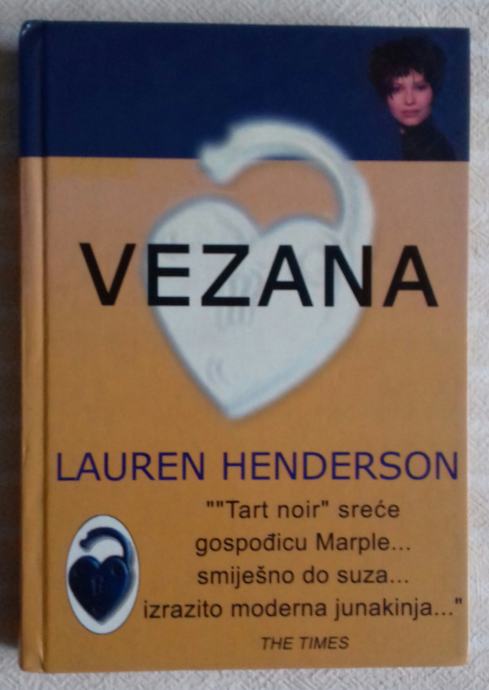 VEZANA
LAUREN HENDERSON
""Tart noir" sreće
gospođicu Marple...
smiješno do suza...
izrazito moderna junakinja..."
THE TIMES